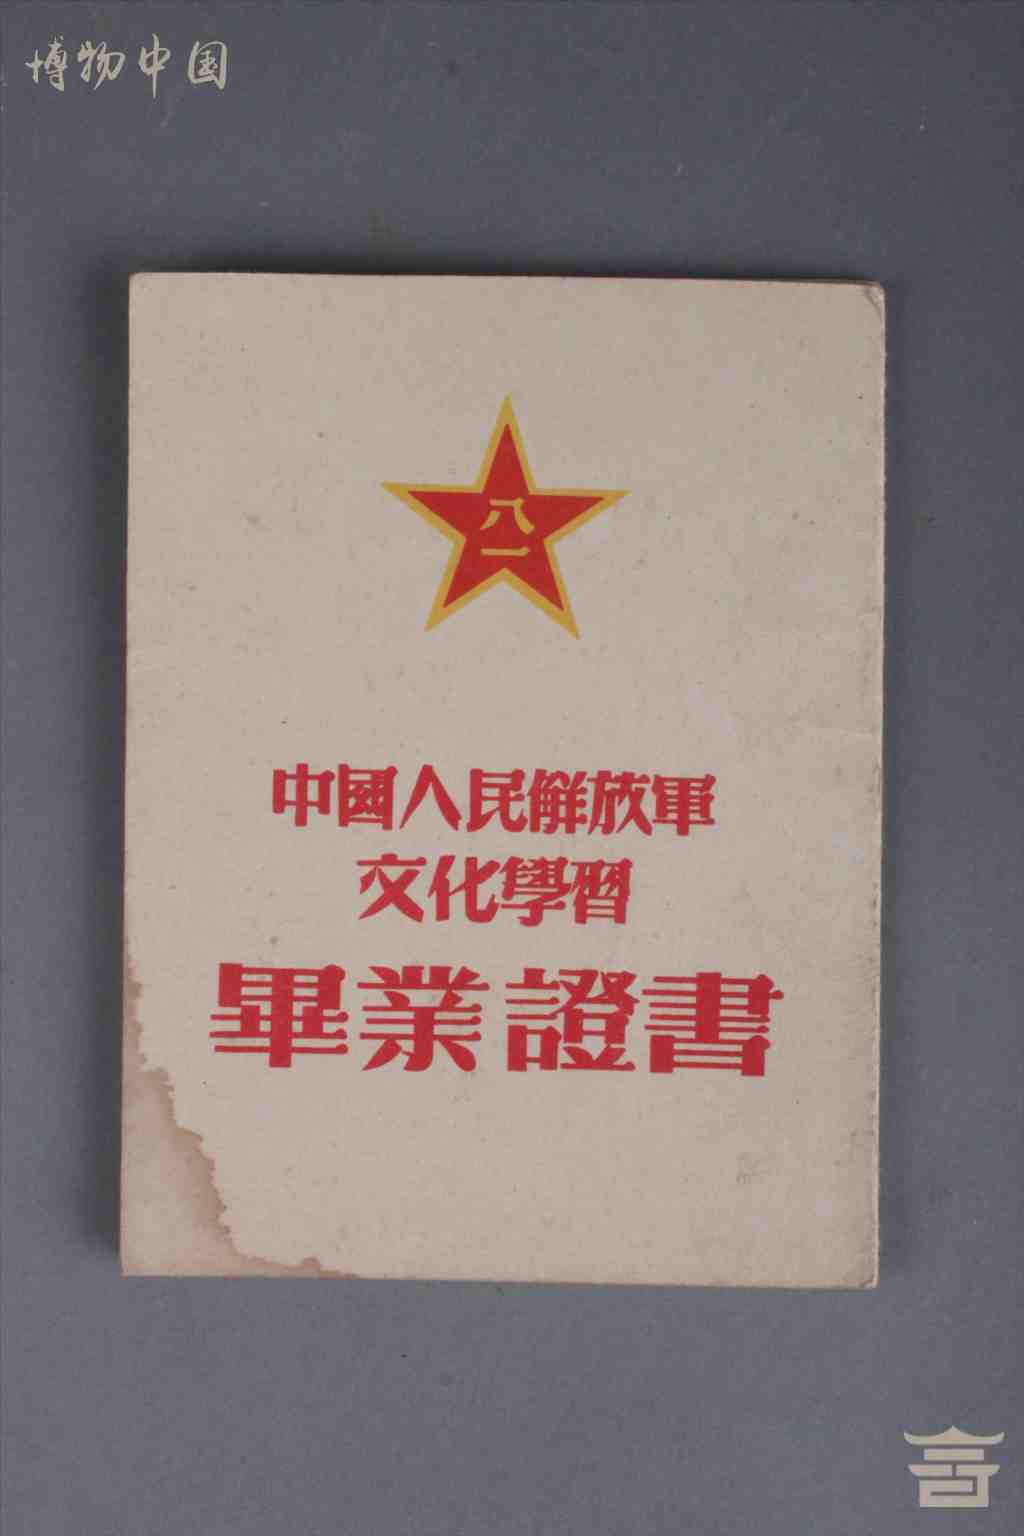 博物中国
八一
中國人民解放軍
文化學習
畢業證書